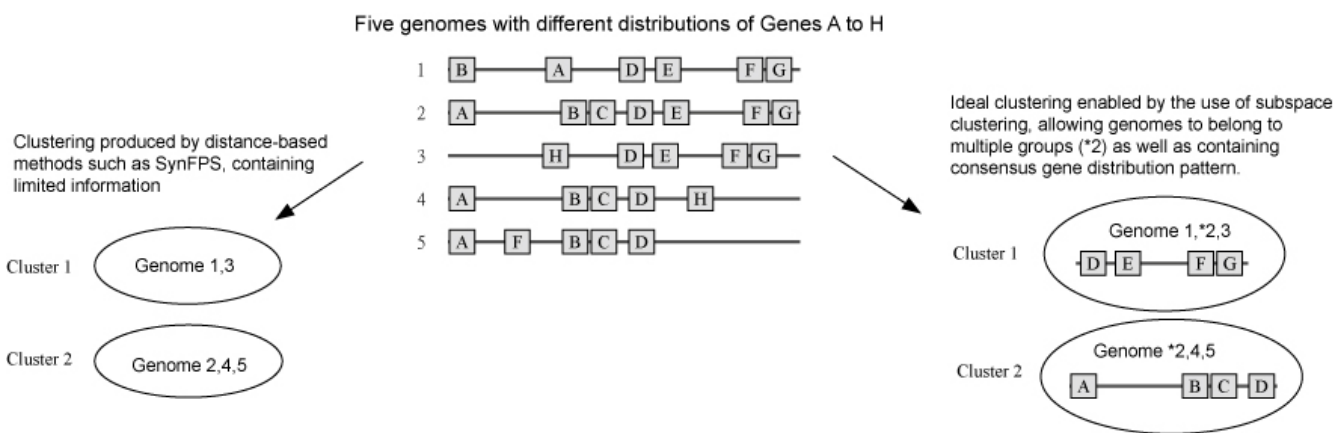 Five genomes with different distributions of Genes A to H
1 B A D E F G
2 A B C D E F G
3 H D E F G
4 A B C D H
5 A F B C D
Clustering produced by distance-based
methods such as SynFPS, containing
limited information
Cluster 1 Genome 1,3
Cluster 2 Genome 2,4,5
Ideal clustering enabled by the use of subspace
clustering, allowing genomes to belong to
multiple groups (*2) as well as containing
consensus gene distribution pattern.
Genome 1,*2,3
Cluster 1
D E F G
Genome *2,4,5
Cluster 2
A B C D